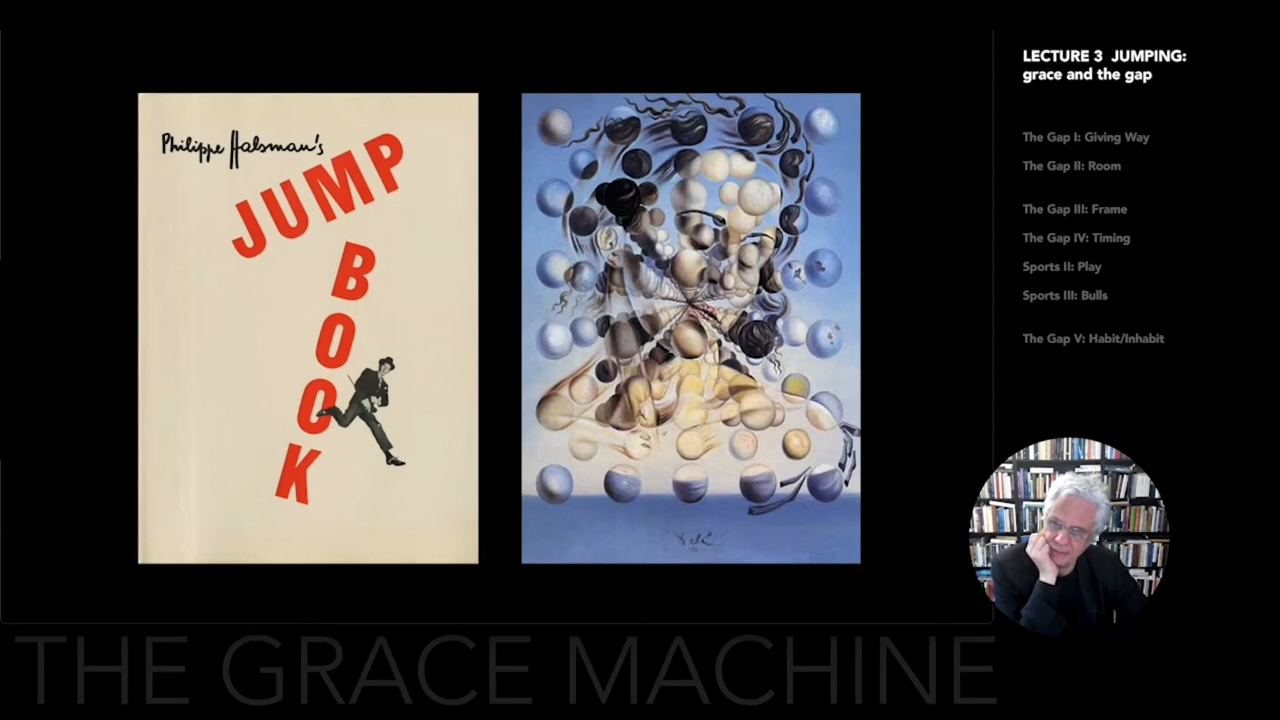 Philippe Halsman's
JUMP
BOOK
Dalí
LECTURE 3 JUMPING:
grace and the gap
The Gap I: Giving Way
The Gap II: Room
The Gap III: Frame
The Gap IV: Timing
Sports II: Play
Sports III: Bulls
The Gap V: Habit/Inhabit
THE GRACE MACHINE